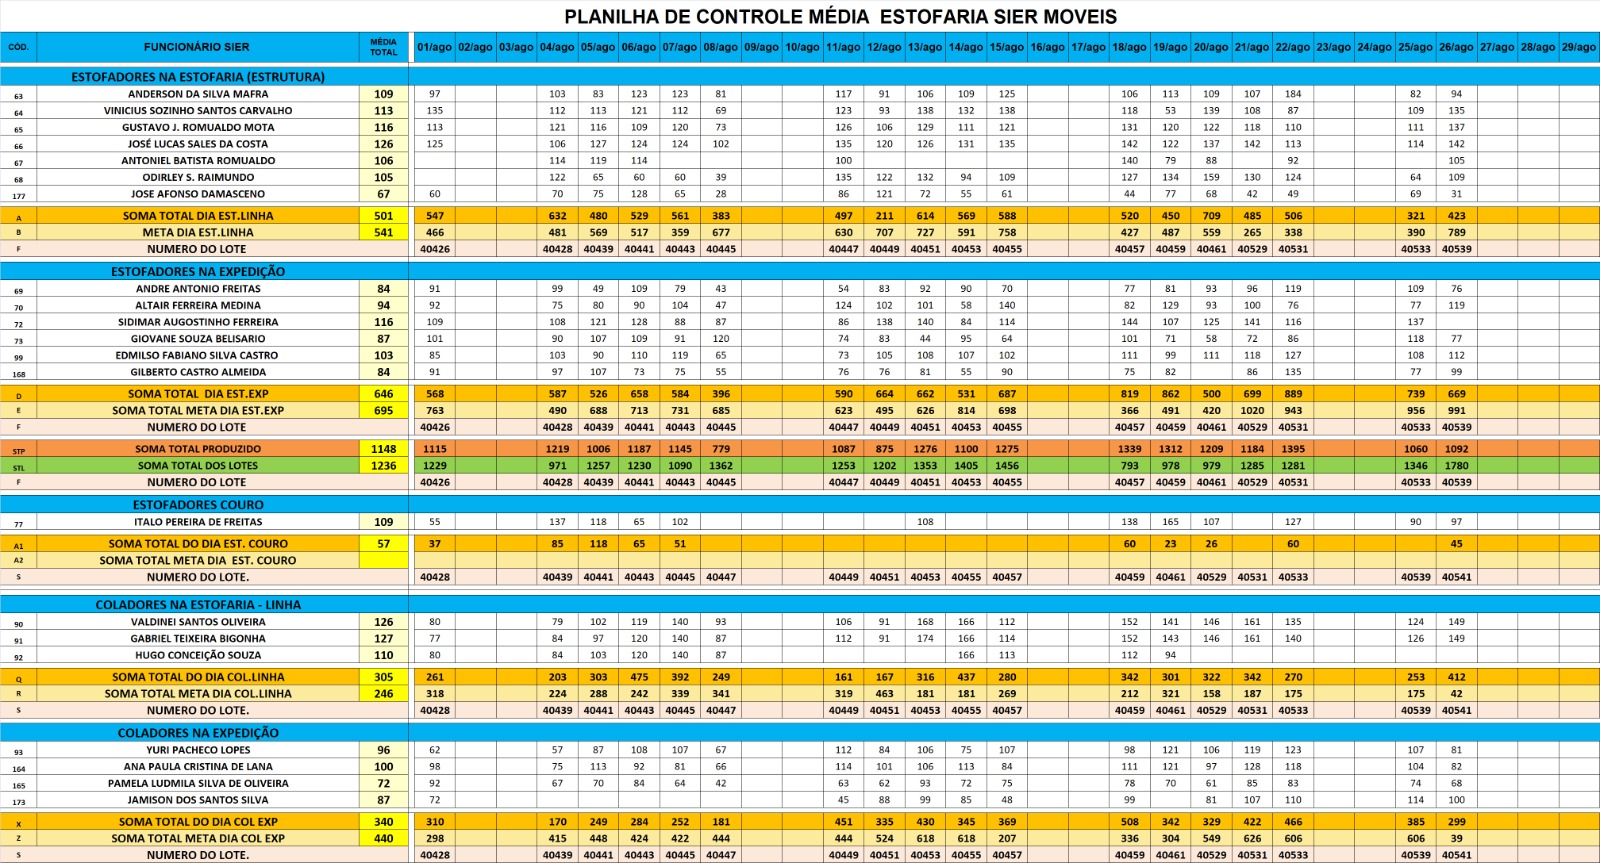 PLANILHA DE CONTROLE MÉDIA ESTOFARIA SIER MOVEIS
CÓD. FUNCIONÁRIO SIER MÉDIA TOTAL 01/ago 02/ago 03/ago 04/ago 05/ago 06/ago 07/ago 08/ago 09/ago 10/ago 11/ago 12/ago 13/ago 14/ago 15/ago 16/ago 17/ago 18/ago 19/ago 20/ago 21/ago 22/ago 23/ago 24/ago 25/ago 26/ago 27/ago 28/ago 29/ago
ESTOFADORES NA ESTOFARIA (ESTRUTURA)
63 ANDERSON DA SILVA MAFRA 109 97 103 83 123 123 81 117 91 106 109 125 106 113 109 107 184 82 94
64 VINICIUS SOZINHO SANTOS CARVALHO 113 135 112 113 121 112 69 123 93 138 132 138 118 53 139 108 87 109 135
65 GUSTAVO J. ROMUALDO MOTA 116 113 121 116 109 120 73 126 106 129 111 121 131 120 122 118 110 111 137
66 JOSÉ LUCAS SALES DA COSTA 126 125 106 127 124 124 102 135 120 126 131 135 142 122 137 142 113 114 142
67 ANTONIEL BATISTA ROMUALDO 106 114 119 114 100 140 79 88 92 105
68 ODIRLEY S. RAIMUNDO 105 122 65 60 60 39 135 122 132 94 109 127 134 159 130 124 64 109
177 JOSE AFONSO DAMASCENO 67 60 70 75 128 65 28 86 121 72 55 61 44 77 68 42 49 69 31
A SOMA TOTAL DIA EST.LINHA 501 547 632 480 529 561 383 497 211 614 569 588 520 450 709 485 506 321 423
B META DIA EST.LINHA 541 466 481 569 517 359 677 630 707 727 591 758 427 487 559 265 338 390 789
F NUMERO DO LOTE 40426 40428 40439 40441 40443 40445 40447 40449 40451 40453 40455 40457 40459 40461 40529 40531 40533 40539
ESTOFADORES NA EXPEDIÇÃO
69 ANDRE ANTONIO FREITAS 84 91 99 49 109 79 43 54 83 92 90 70 77 81 93 96 119 109 76
70 ALTAIR FERREIRA MEDINA 94 92 75 80 90 104 47 124 102 101 58 140 82 129 93 100 76 77 119
72 SIDIMAR AUGOSTINHO FERREIRA 116 109 108 121 128 88 87 86 138 140 84 114 144 107 125 141 116 137
73 GIOVANE SOUZA BELISARIO 87 101 90 107 109 91 120 74 83 44 95 64 101 71 58 72 86 118 77
99 EDMILSO FABIANO SILVA CASTRO 103 85 103 90 110 119 65 73 105 108 107 102 111 99 111 118 127 108 112
168 GILBERTO CASTRO ALMEIDA 84 91 97 107 73 75 55 76 76 81 55 90 75 82 86 135 77 99
D SOMA TOTAL DIA EST.EXP 646 568 587 526 658 584 396 590 664 662 531 687 819 862 500 699 889 739 669
E SOMA TOTAL META DIA EST.EXP 695 763 490 688 713 731 685 623 495 626 814 698 366 491 420 1020 943 956 991
F NUMERO DO LOTE 40426 40428 40439 40441 40443 40445 40447 40449 40451 40453 40455 40457 40459 40461 40529 40531 40533 40539
STP SOMA TOTAL PRODUZIDO 1148 1115 1219 1006 1187 1145 779 1087 875 1276 1100 1275 1339 1312 1209 1184 1395 1060 1092
STL SOMA TOTAL DOS LOTES 1236 1229 971 1257 1230 1090 1362 1253 1202 1353 1405 1456 793 978 979 1285 1281 1346 1780
F NUMERO DO LOTE 40426 40428 40439 40441 40443 40445 40447 40449 40451 40453 40455 40457 40459 40461 40529 40531 40533 40539
ESTOFADORES COURO
77 ITALO PEREIRA DE FREITAS 109 55 137 118 65 102 108 138 165 107 127 90 97
A1 SOMA TOTAL DO DIA EST. COURO 57 37 85 118 65 51 60 23 26 60 45
A2 SOMA TOTAL META DIA EST. COURO
S NUMERO DO LOTE. 40428 40439 40441 40443 40445 40447 40449 40451 40453 40455 40457 40459 40461 40529 40531 40533 40539 40541
COLADORES NA ESTOFARIA - LINHA
90 VALDINEI SANTOS OLIVEIRA 126 80 79 102 119 140 93 106 91 168 166 112 152 141 146 161 135 124 149
91 GABRIEL TEIXEIRA BIGONHA 127 77 84 97 120 140 87 112 91 174 166 114 152 143 146 161 140 126 149
92 HUGO CONCEIÇÃO SOUZA 110 80 84 103 120 140 87 166 113 112 94
Q SOMA TOTAL DO DIA COL.LINHA 305 261 203 303 475 392 249 161 167 316 437 280 342 301 322 342 270 253 412
R SOMA TOTAL META DIA COL.LINHA 246 318 224 288 242 339 341 319 463 181 181 269 212 321 158 187 175 175 42
S NUMERO DO LOTE. 40428 40439 40441 40443 40445 40447 40449 40451 40453 40455 40457 40459 40461 40529 40531 40533 40539 40541
COLADORES NA EXPEDIÇÃO
93 YURI PACHECO LOPES 96 62 57 87 108 107 67 112 84 106 75 107 98 121 106 119 123 107 81
164 ANA PAULA CRISTINA DE LANA 100 98 75 113 92 81 66 114 101 106 113 84 111 121 97 128 118 104 82
165 PAMELA LUDMILA SILVA DE OLIVEIRA 72 92 67 70 84 64 42 63 62 93 72 75 78 70 61 85 83 74 68
173 JAMISON DOS SANTOS SILVA 87 72 45 88 99 85 48 99 81 107 110 114 100
X SOMA TOTAL DO DIA COL EXP 340 310 170 249 284 252 181 451 335 430 345 369 508 342 329 422 466 385 299
Z SOMA TOTAL META DIA COL EXP 440 298 415 448 424 422 444 444 524 618 618 207 336 304 549 626 606 606 39
S NUMERO DO LOTE. 40428 40439 40441 40443 40445 40447 40449 40451 40453 40455 40457 40459 40461 40529 40531 40533 40539 40541